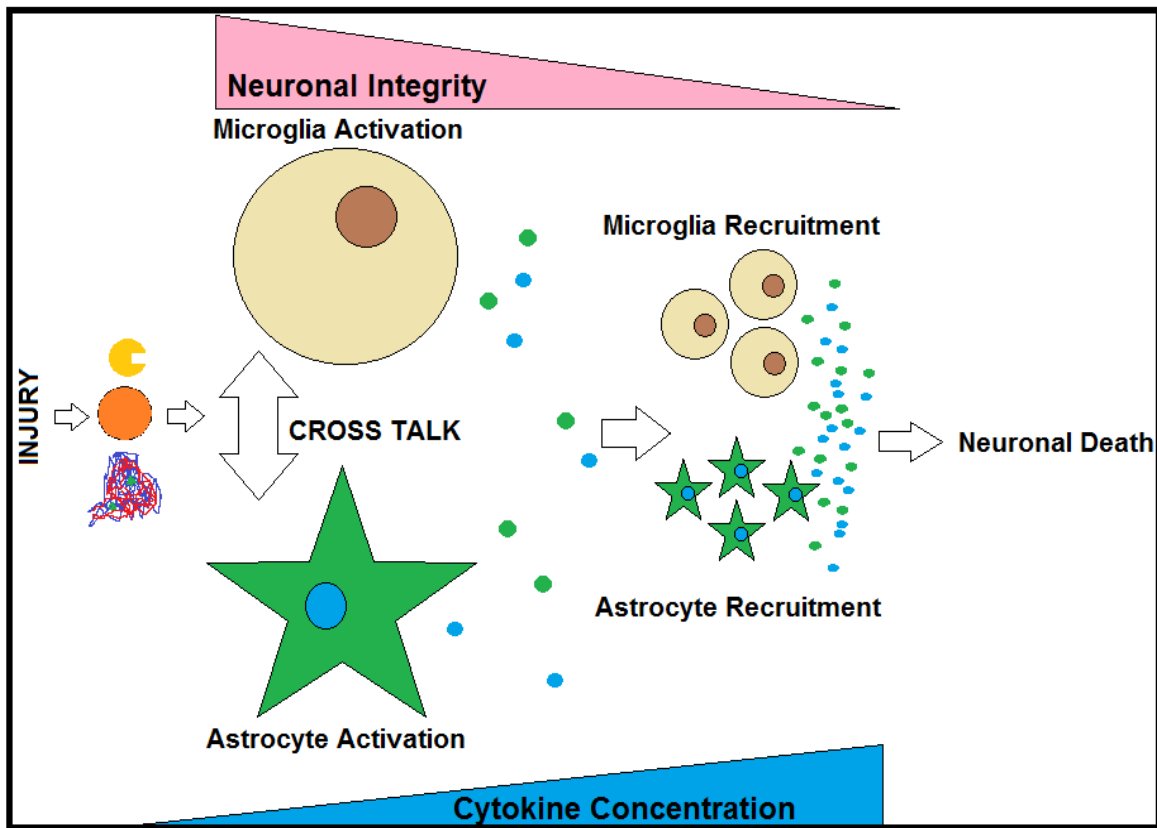 Neuronal Integrity
Microglia Activation
Microglia Recruitment
INJURY
CROSS TALK
Neuronal Death
Astrocyte Recruitment
Astrocyte Activation
Cytokine Concentration